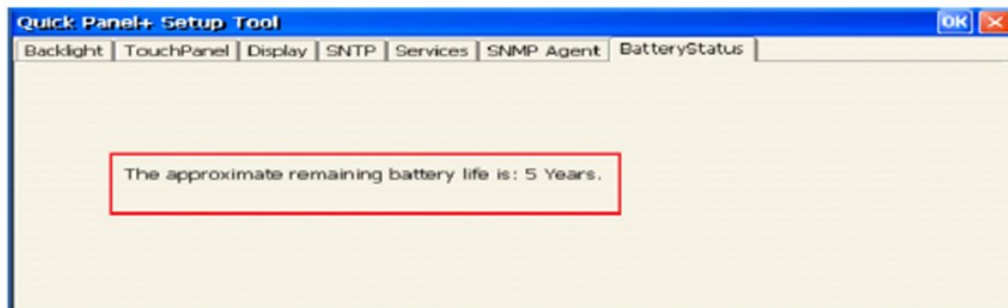 Quick Panel+ Setup Tool OK
Backlight TouchPanel Display SNTP Services SNMP Agent BatteryStatus
The approximate remaining battery life is: 5 Years.